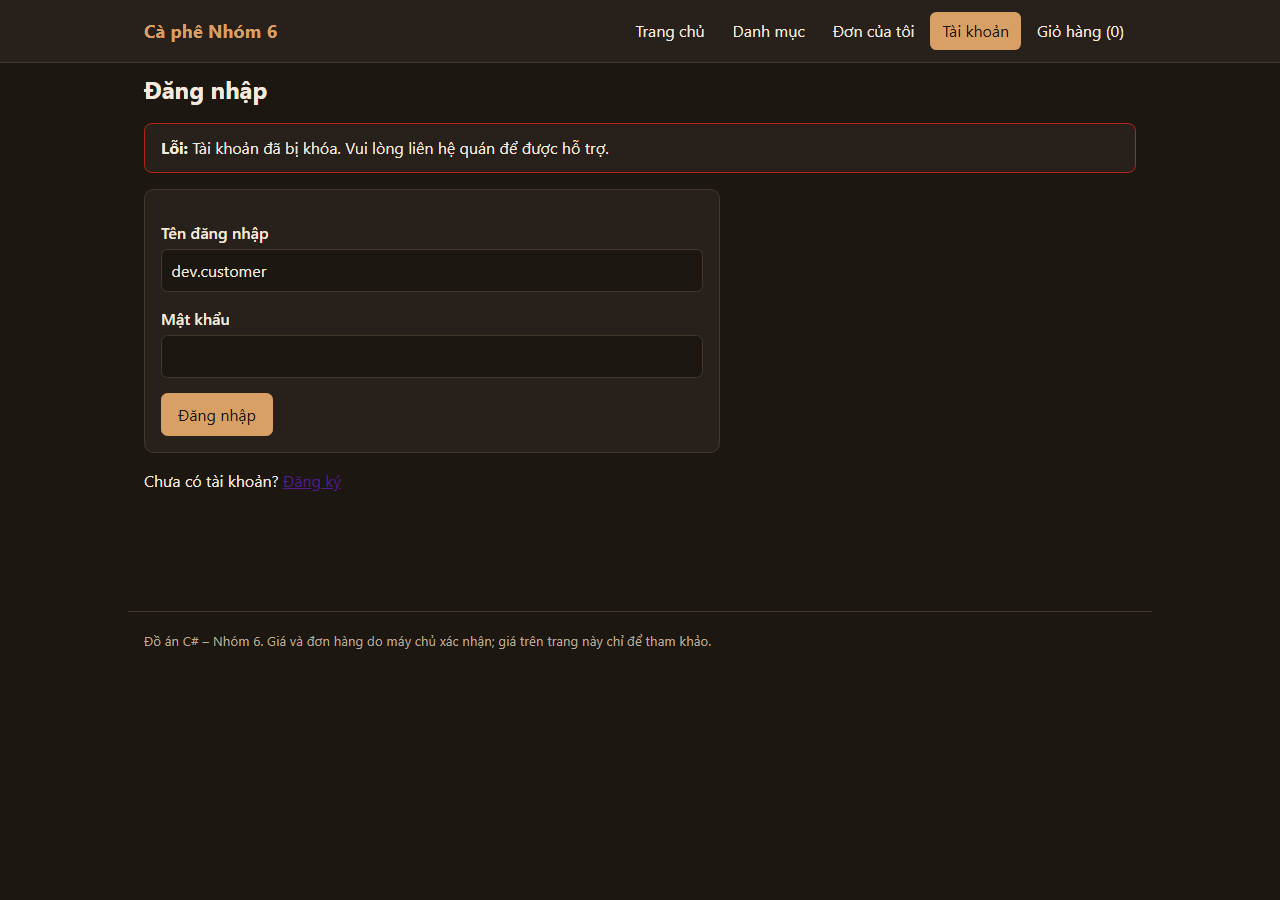 Cà phê Nhóm 6
Trang chủ
Danh mục
Đơn của tôi
Tài khoản
Giỏ hàng (0)
Đăng nhập
Lỗi: Tài khoản đã bị khóa. Vui lòng liên hệ quán để được hỗ trợ.
Tên đăng nhập
dev.customer
Mật khẩu
Đăng nhập
Chưa có tài khoản? Đăng ký
Đồ án C# – Nhóm 6. Giá và đơn hàng do máy chủ xác nhận; giá trên trang này chỉ để tham khảo.